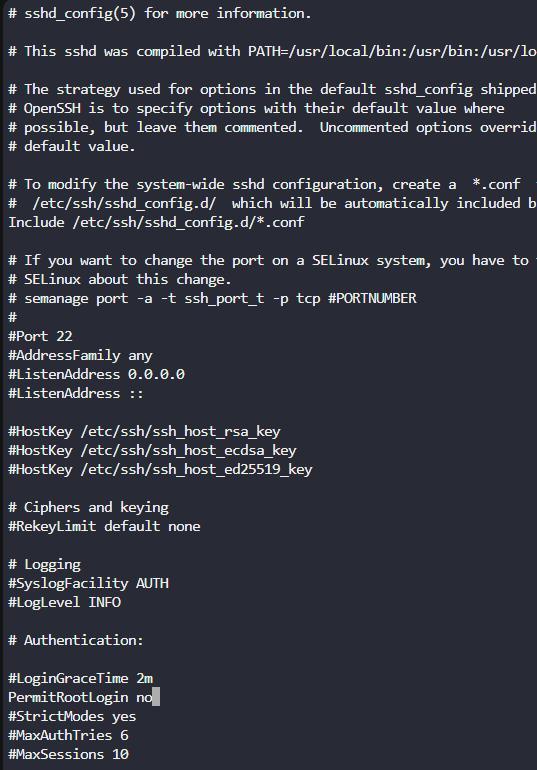 # sshd_config(5) for more information.
# This sshd was compiled with PATH=/usr/local/bin:/usr/bin:/usr/lo
# The strategy used for options in the default sshd_config shipped
# OpenSSH is to specify options with their default value where
# possible, but leave them commented.  Uncommented options overrid
# default value.
# To modify the system-wide sshd configuration, create a  *.conf
#  /etc/ssh/sshd_config.d/  which will be automatically included b
Include /etc/ssh/sshd_config.d/*.conf
# If you want to change the port on a SELinux system, you have to
# SELinux about this change.
# semanage port -a -t ssh_port_t -p tcp #PORTNUMBER
#
#Port 22
#AddressFamily any
#ListenAddress 0.0.0.0
#ListenAddress ::
#HostKey /etc/ssh/ssh_host_rsa_key
#HostKey /etc/ssh/ssh_host_ecdsa_key
#HostKey /etc/ssh/ssh_host_ed25519_key
# Ciphers and keying
#RekeyLimit default none
# Logging
#SyslogFacility AUTH
#LogLevel INFO
# Authentication:
#LoginGraceTime 2m
PermitRootLogin no
#StrictModes yes
#MaxAuthTries 6
#MaxSessions 10